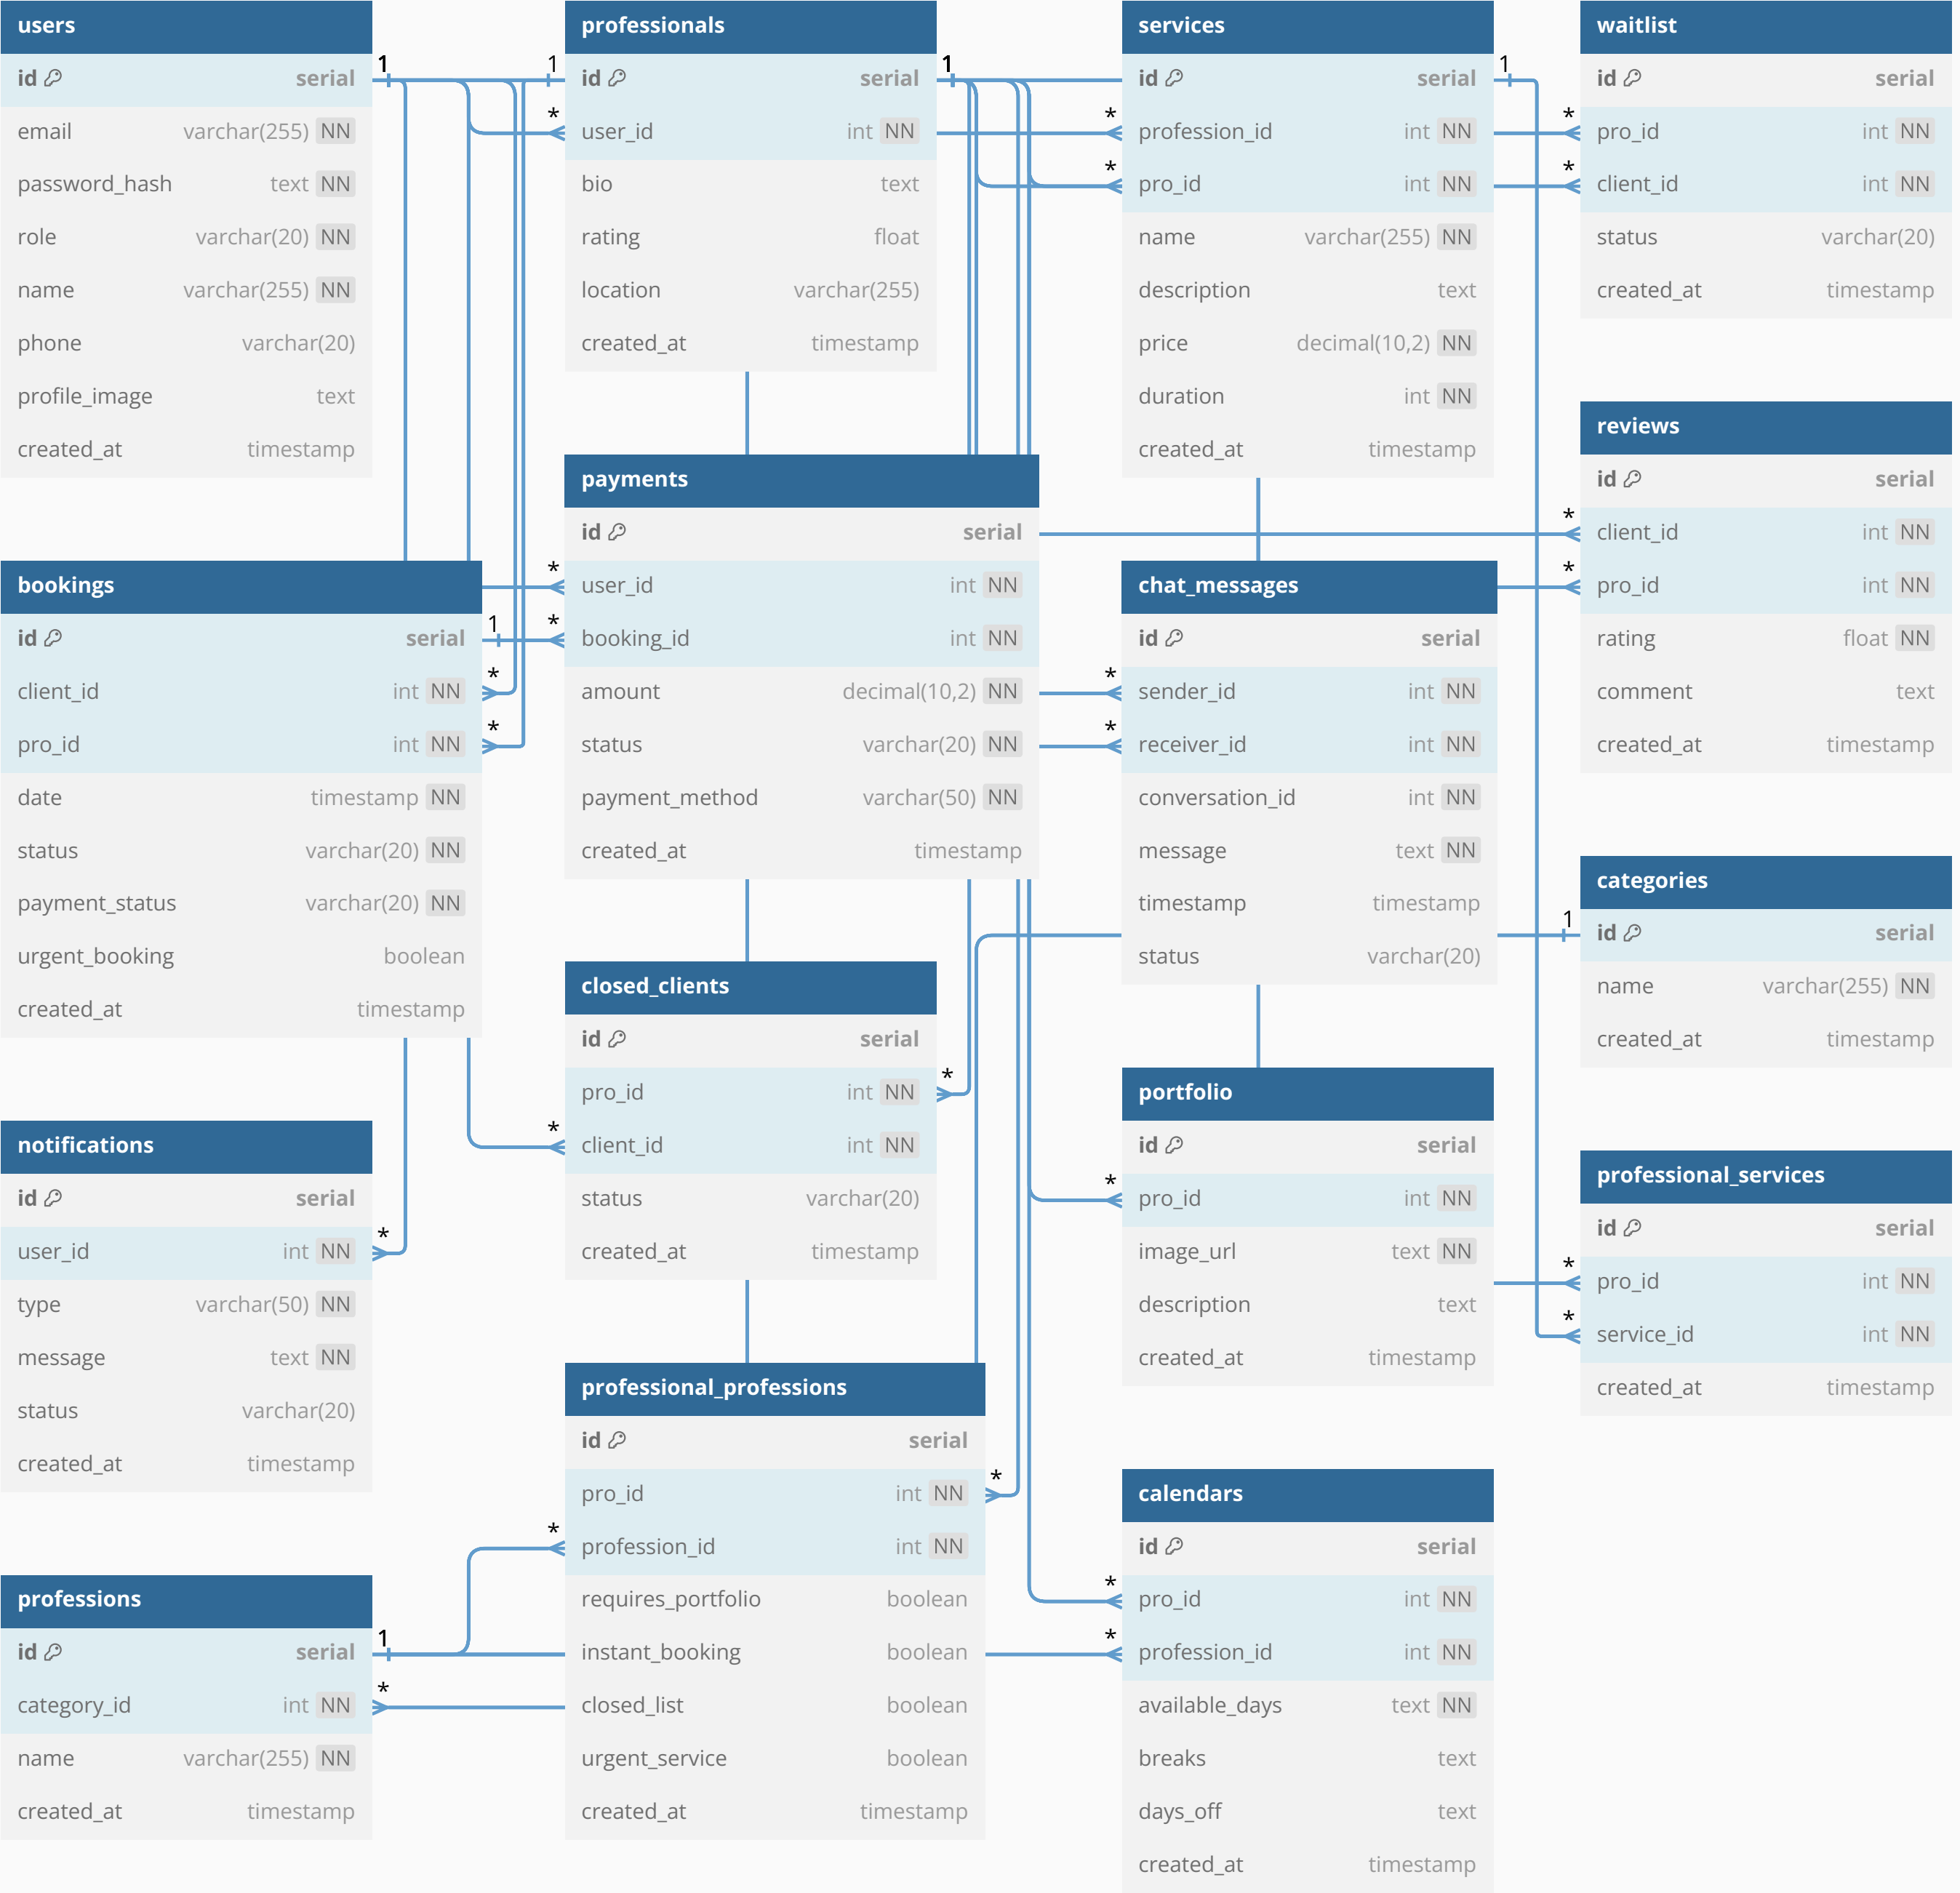 users
id serial
email varchar(255) NN
password_hash text NN
role varchar(20) NN
name varchar(255) NN
phone varchar(20)
profile_image text
created_at timestamp
1
professionals
id serial
user_id int NN
bio text
rating float
location varchar(255)
created_at timestamp
1
*
1
services
id serial
profession_id int NN
pro_id int NN
name varchar(255) NN
description text
price decimal(10,2) NN
duration int NN
created_at timestamp
*
*
1
waitlist
id serial
pro_id int NN
client_id int NN
status varchar(20)
created_at timestamp
*
*
bookings
id serial
client_id int NN
pro_id int NN
date timestamp NN
status varchar(20) NN
payment_status varchar(20) NN
urgent_booking boolean
created_at timestamp
1
*
*
payments
id serial
user_id int NN
booking_id int NN
amount decimal(10,2) NN
status varchar(20) NN
payment_method varchar(50) NN
created_at timestamp
*
*
chat_messages
id serial
sender_id int NN
receiver_id int NN
conversation_id int NN
message text NN
timestamp timestamp
status varchar(20)
*
*
reviews
id serial
client_id int NN
pro_id int NN
rating float NN
comment text
created_at timestamp
*
*
categories
id serial
name varchar(255) NN
created_at timestamp
1
closed_clients
id serial
pro_id int NN
client_id int NN
status varchar(20)
created_at timestamp
*
*
notifications
id serial
user_id int NN
type varchar(50) NN
message text NN
status varchar(20)
created_at timestamp
*
portfolio
id serial
pro_id int NN
image_url text NN
description text
created_at timestamp
*
professional_services
id serial
pro_id int NN
service_id int NN
created_at timestamp
*
*
professional_professions
id serial
pro_id int NN
profession_id int NN
requires_portfolio boolean
instant_booking boolean
closed_list boolean
urgent_service boolean
created_at timestamp
*
*
professions
id serial
category_id int NN
name varchar(255) NN
created_at timestamp
1
*
calendars
id serial
pro_id int NN
profession_id int NN
available_days text NN
breaks text
days_off text
created_at timestamp
*
*